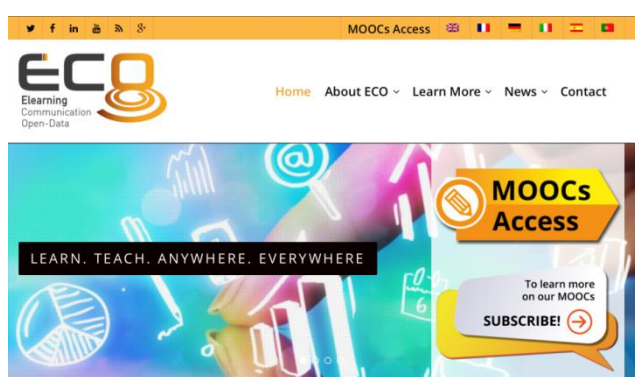 MOOCs Access
ECO
Elearning
Communication
Open-Data
Home About ECO Learn More News Contact
MOOCs
Access
LEARN. TEACH. ANYWHERE. EVERYWHERE
To learn more
on our MOOCs
SUBSCRIBE!